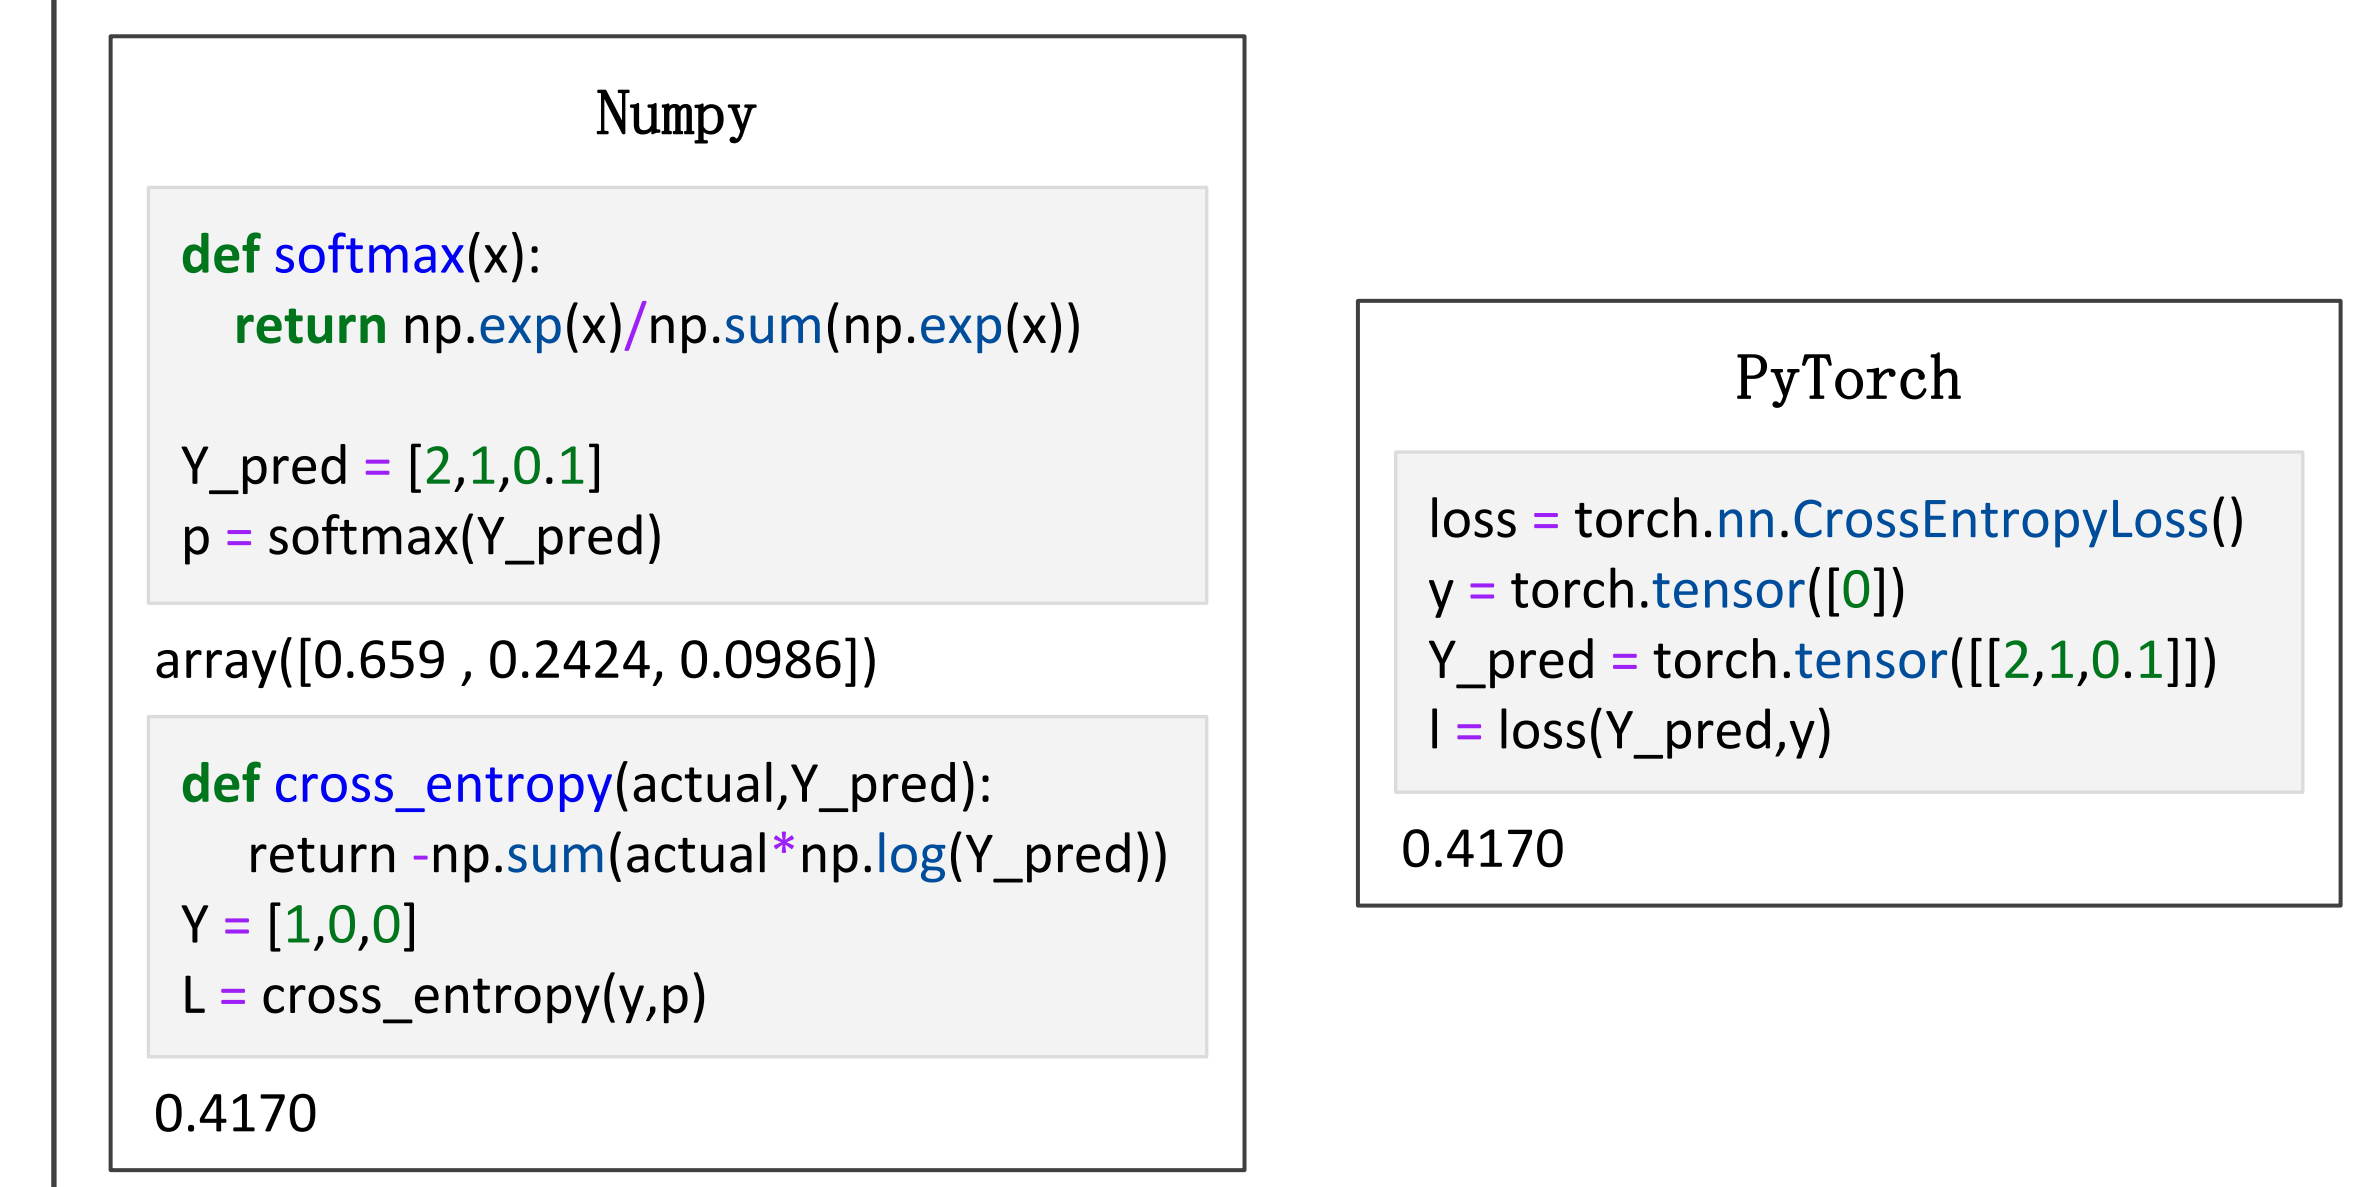 Numpy
def softmax(x):
return np.exp(x)/np.sum(np.exp(x))
Y_pred = [2,1,0.1]
p = softmax(Y_pred)
array([0.659 , 0.2424, 0.0986])
def cross_entropy(actual,Y_pred):
return -np.sum(actual*np.log(Y_pred))
Y = [1,0,0]
L = cross_entropy(y,p)
0.4170
PyTorch
loss = torch.nn.CrossEntropyLoss()
y = torch.tensor([0])
Y_pred = torch.tensor([[2,1,0.1]])
l = loss(Y_pred,y)
0.4170